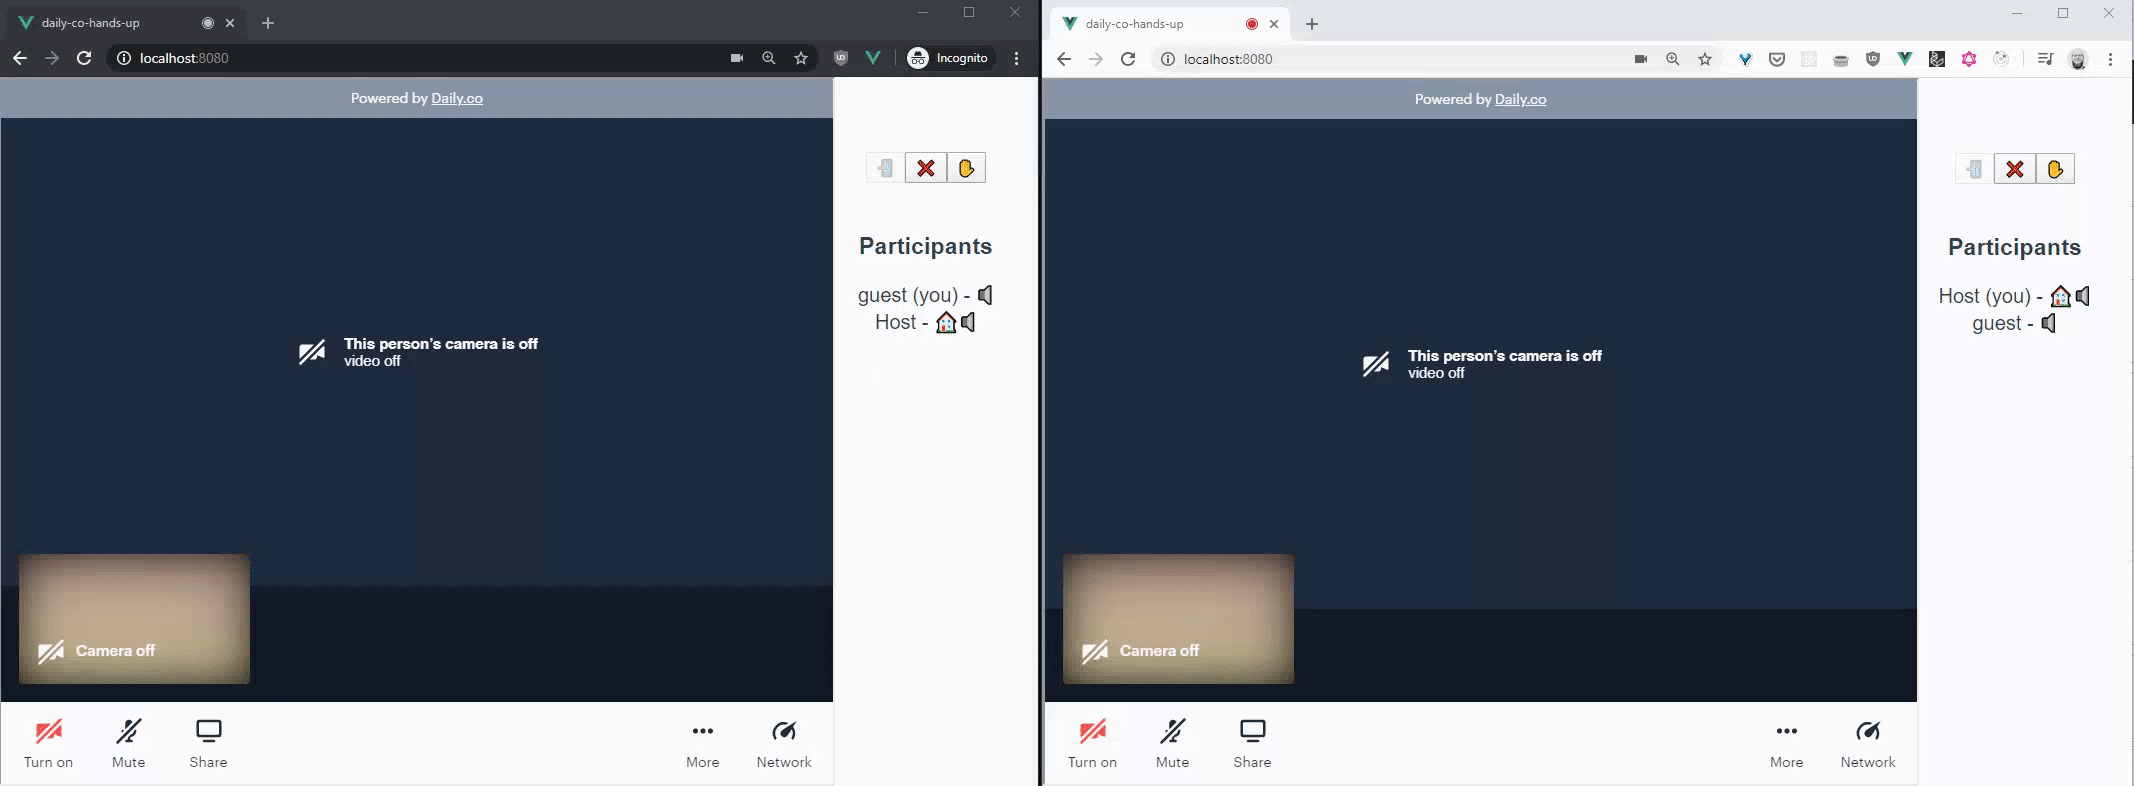 daily-co-hands-up
localhost:8080
Incognito
Powered by Daily.co
Participants
guest (you) -
Host -
This person's camera is off
video off
Camera off
Turn on
Mute
Share
More
Network
daily-co-hands-up
localhost:8080
Powered by Daily.co
Participants
Host (you) -
guest -
This person's camera is off
video off
Camera off
Turn on
Mute
Share
More
Network